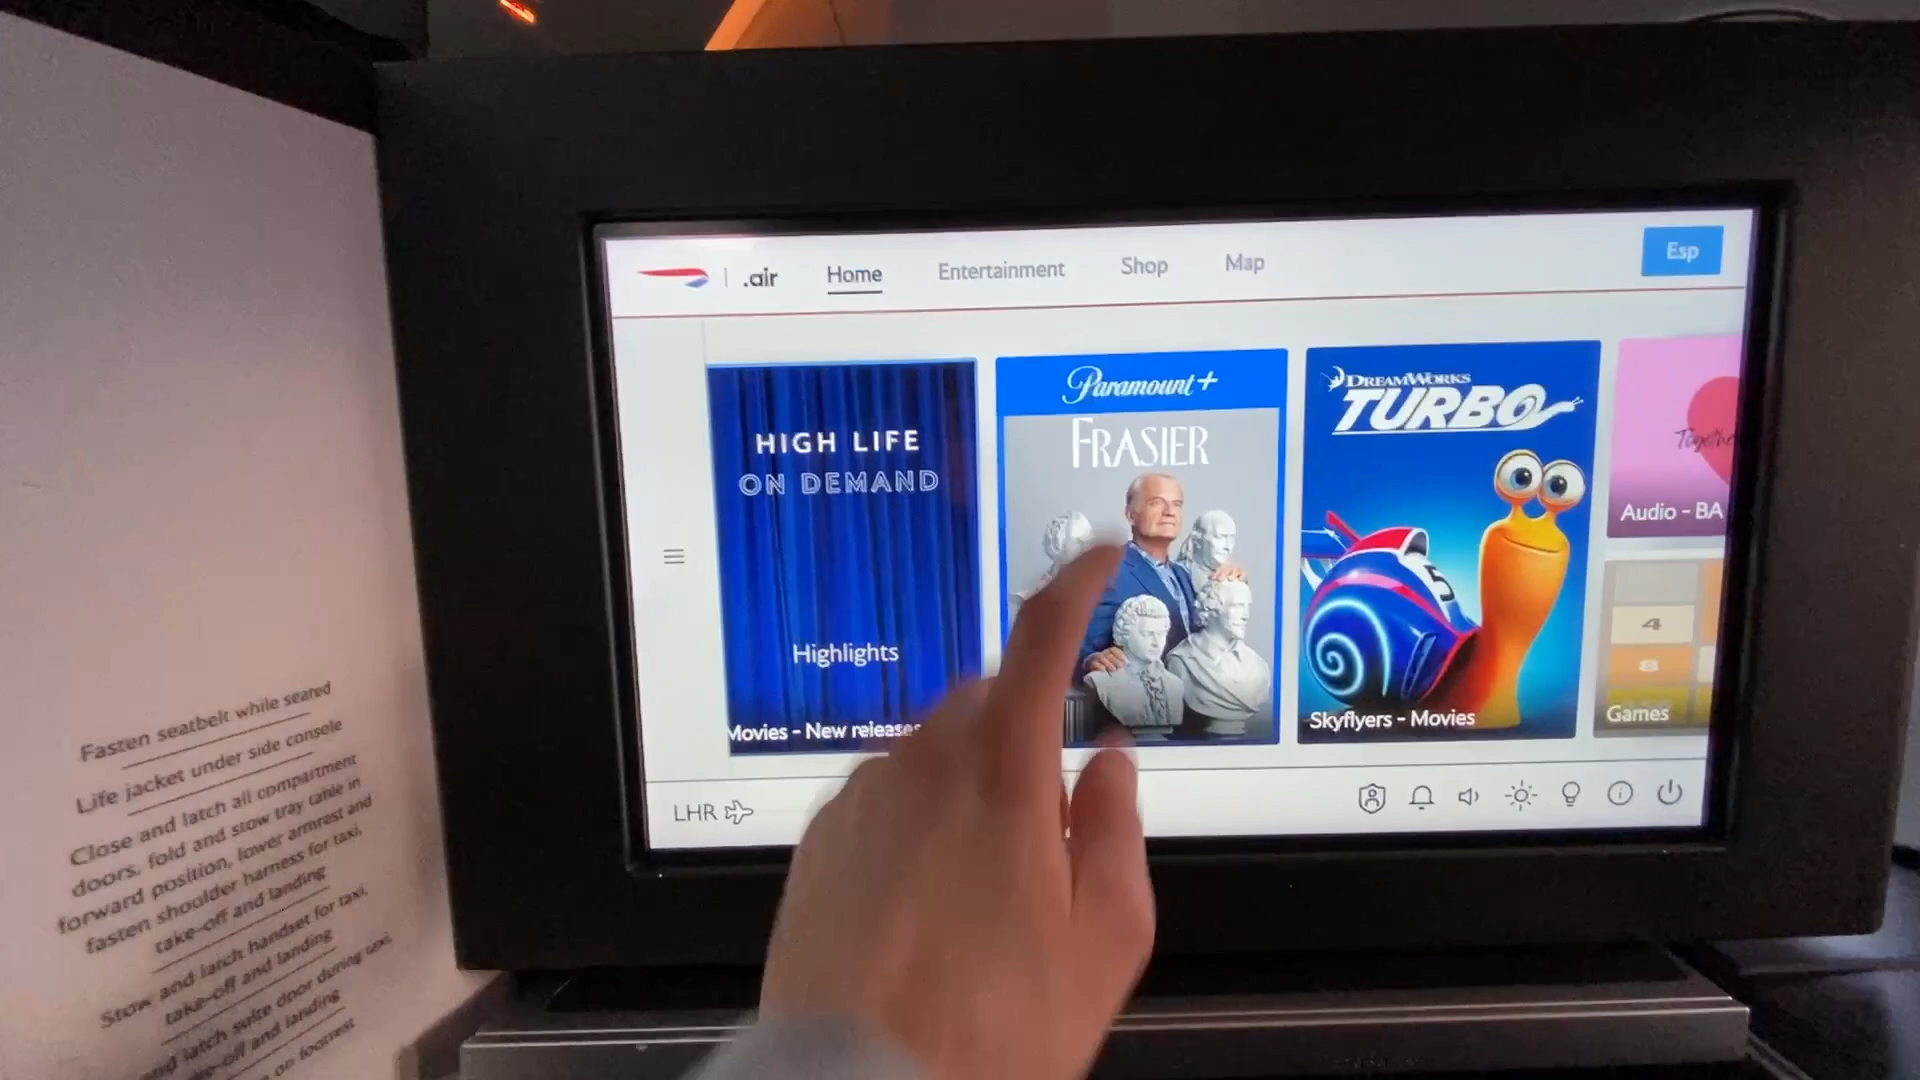 .air
Home
Entertainment
Shop
Map
Esp
HIGH LIFE
ON DEMAND
Highlights
Movies - New releases
Paramount+
FRASIER
DREAMWORKS
TURBO
5
Skyflyers - Movies
Audio - BA
4
8
Games
LHR
Fasten seatbelt while seated
Life jacket under side console
Close and latch all compartment
doors, fold and stow tray table in
forward position, lower armrest and
fasten shoulder harness for taxi,
take-off and landing
Stow and latch handset for taxi,
take-off and landing
and latch suite door during taxi,
take-off and landing
on footrest